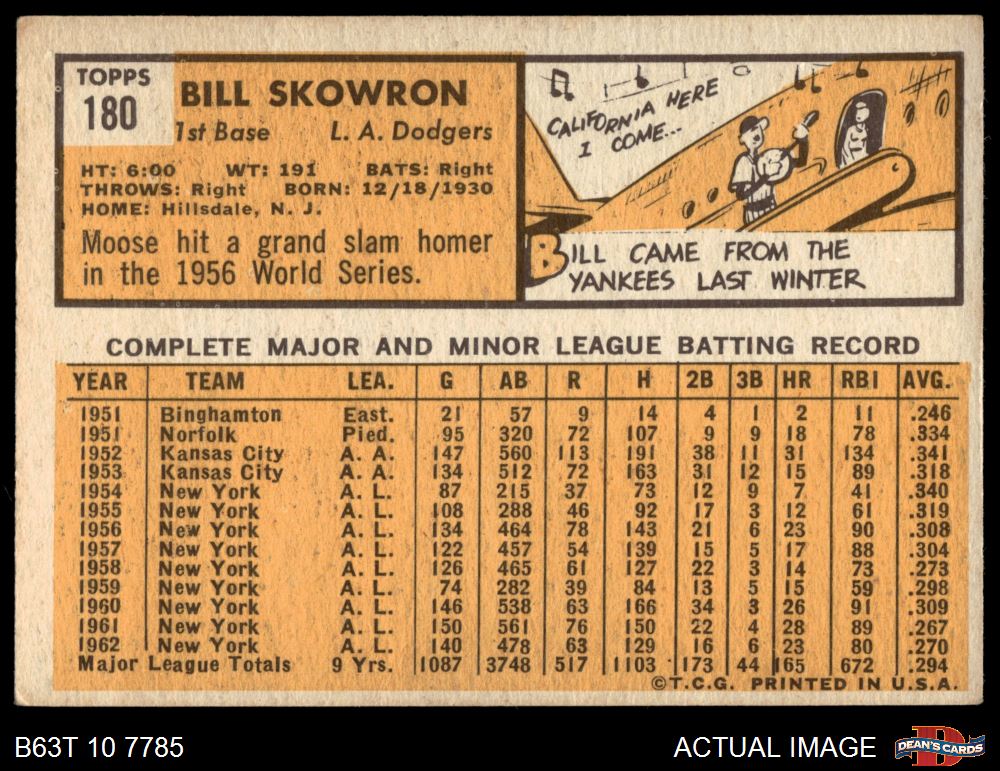 TOPPS
180
BILL SKOWRON
1st Base L. A. Dodgers
HT: 6:00 WT: 191 BATS: Right
THROWS: Right BORN: 12/18/1930
HOME: Hillsdale, N. J.
Moose hit a grand slam homer
in the 1956 World Series.
CALIFORNIA HERE
I COME...
BILL CAME FROM THE
YANKEES LAST WINTER
COMPLETE MAJOR AND MINOR LEAGUE BATTING RECORD
YEAR TEAM LEA. G AB R H 2B 3B HR RBI AVG.
1951 Binghamton East. 21 57 9 14 4 1 2 11 .246
1951 Norfolk Pied. 95 320 72 107 9 9 18 78 .334
1952 Kansas City A. A. 147 560 113 191 38 11 31 134 .341
1953 Kansas City A. A. 134 512 72 163 31 12 15 89 .318
1954 New York A. L. 87 215 37 73 12 9 7 41 .340
1955 New York A. L. 108 288 46 92 17 3 12 61 .319
1956 New York A. L. 134 464 78 143 21 6 23 90 .308
1957 New York A. L. 122 457 54 139 15 5 17 88 .304
1958 New York A. L. 126 465 61 127 22 3 14 73 .273
1959 New York A. L. 74 282 39 84 13 5 15 59 .298
1960 New York A. L. 146 538 63 166 34 3 26 91 .309
1961 New York A. L. 150 561 76 150 22 4 28 89 .267
1962 New York A. L. 140 478 63 129 16 6 23 80 .270
Major League Totals 9 Yrs. 1087 3748 517 1103 173 44 165 672 .294
©T.C.G. PRINTED IN U.S.A.
B63T 10 7785
ACTUAL IMAGE
DEAN'S CARDS